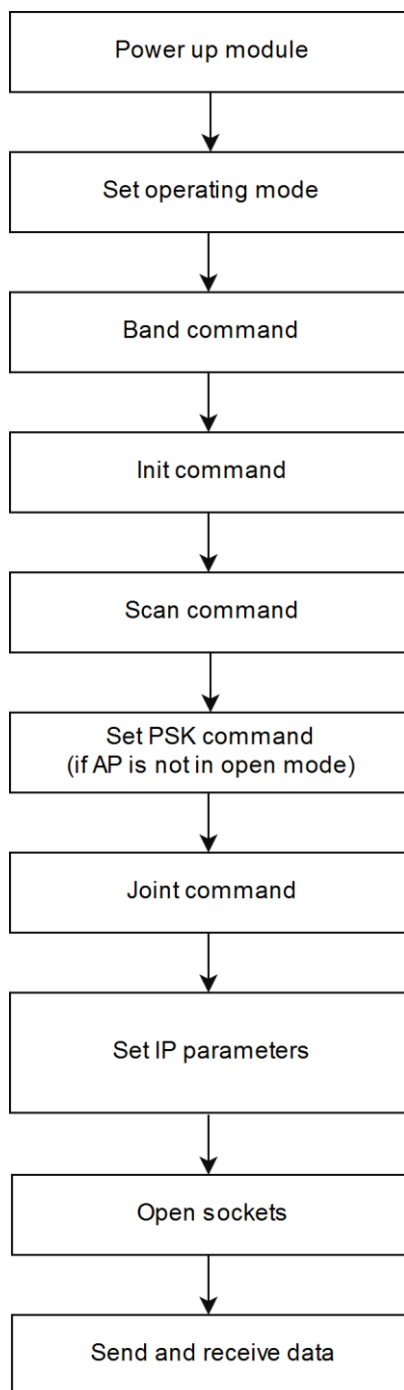 Power up module
Set operating mode
Band command
Init command
Scan command
Set PSK command
(if AP is not in open mode)
Joint command
Set IP parameters
Open sockets
Send and receive data